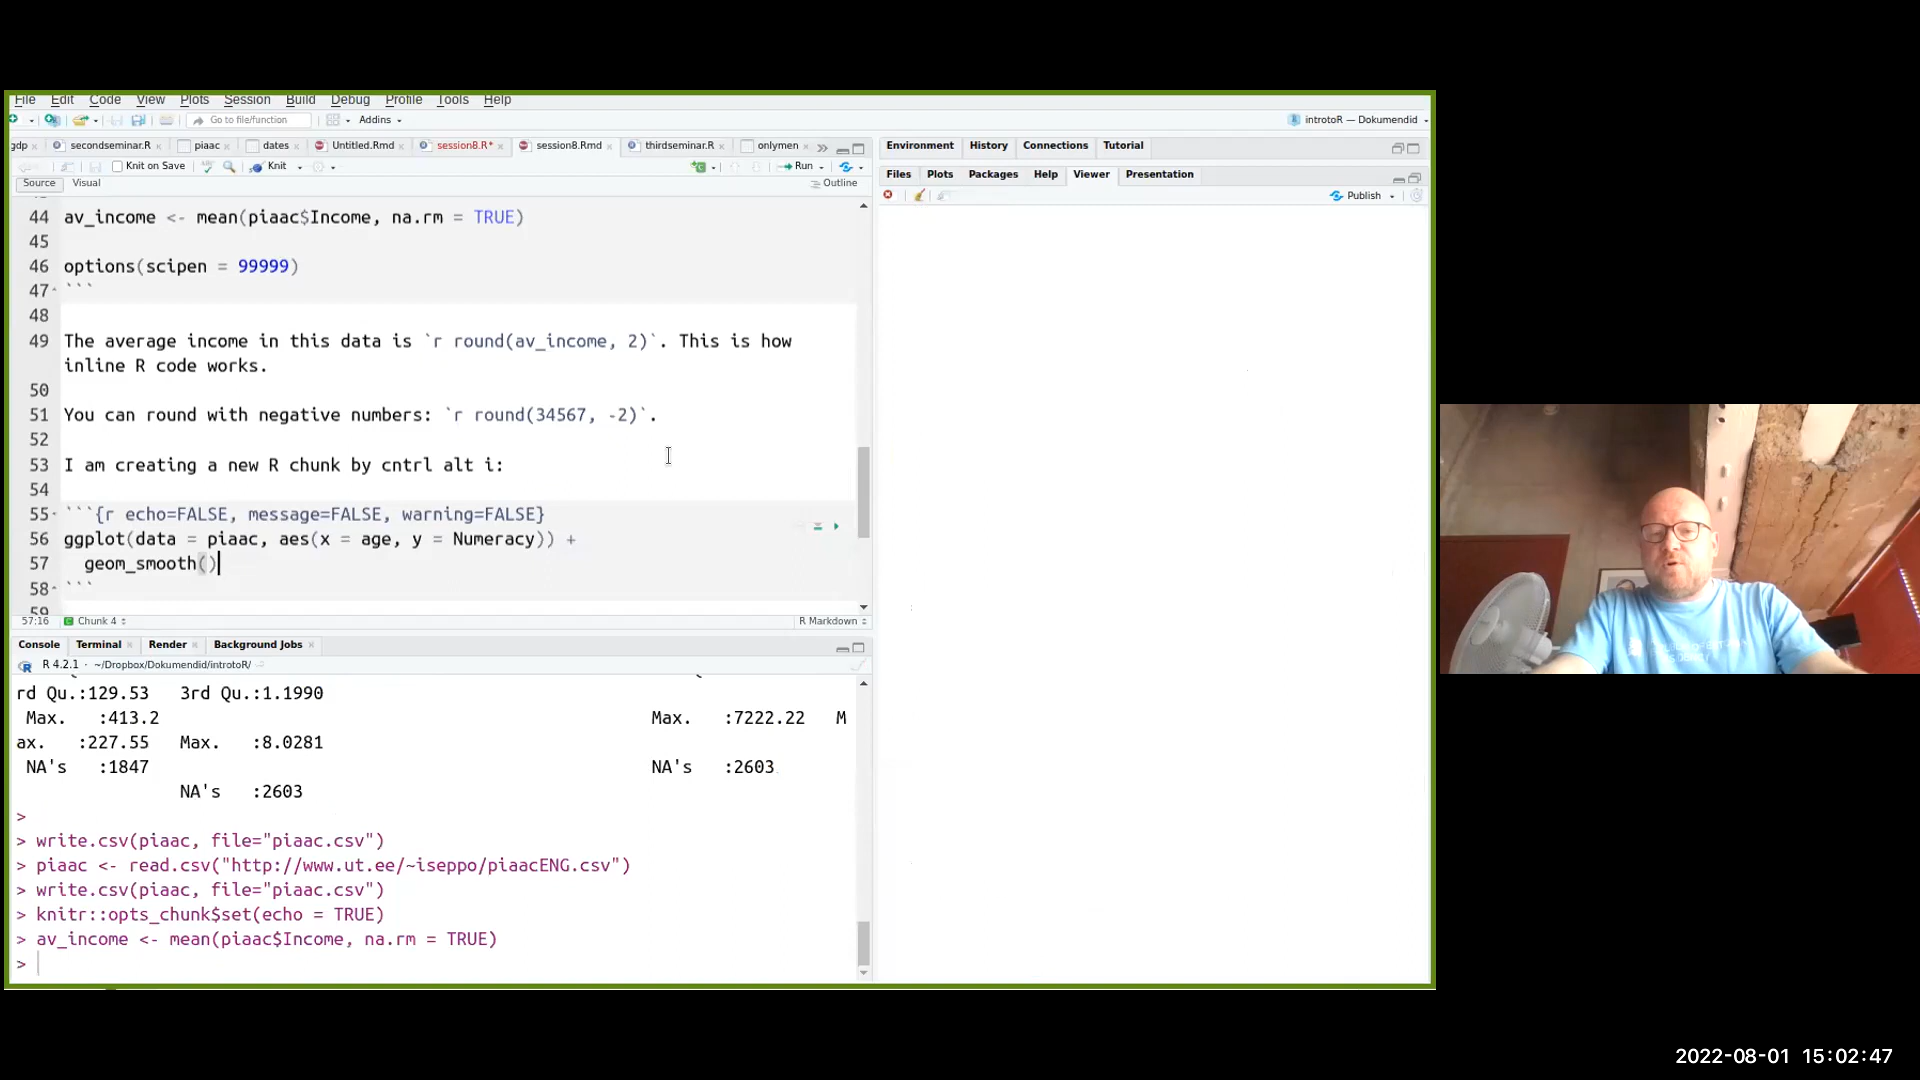 File Edit Code View Plots Session Build Debug Profile Tools Help
Go to file/function Addins introtoR — Dokumendid
gdp secondseminar.R piaac dates Untitled.Rmd session8.R* session8.Rmd thirdseminar.R onlymen
Knit on Save Knit Run
Source Visual Outline
44 av_income <- mean(piaac$Income, na.rm = TRUE)
45
46 options(scipen = 99999)
47 ```
48
49 The average income in this data is `r round(av_income, 2)`. This is how
inline R code works.
50
51 You can round with negative numbers: `r round(34567, -2)`.
52
53 I am creating a new R chunk by cntrl alt i:
54
55 ```{r echo=FALSE, message=FALSE, warning=FALSE}
56 ggplot(data = piaac, aes(x = age, y = Numeracy)) +
57 geom_smooth()
58 ```
59
57:16 Chunk 4 R Markdown
Console Terminal Render Background Jobs
R 4.2.1 · ~/Dropbox/Dokumendid/introtoR/
rd Qu.:129.53 3rd Qu.:1.1990
Max. :413.2 Max. :7222.22 M
ax. :227.55 Max. :8.0281
NA's :1847 NA's :2603
NA's :2603
>
> write.csv(piaac, file="piaac.csv")
> piaac <- read.csv("http://www.ut.ee/~iseppo/piaacENG.csv")
> write.csv(piaac, file="piaac.csv")
> knitr::opts_chunk$set(echo = TRUE)
> av_income <- mean(piaac$Income, na.rm = TRUE)
>
Environment History Connections Tutorial
Files Plots Packages Help Viewer Presentation
Publish
2022-08-01 15:02:47